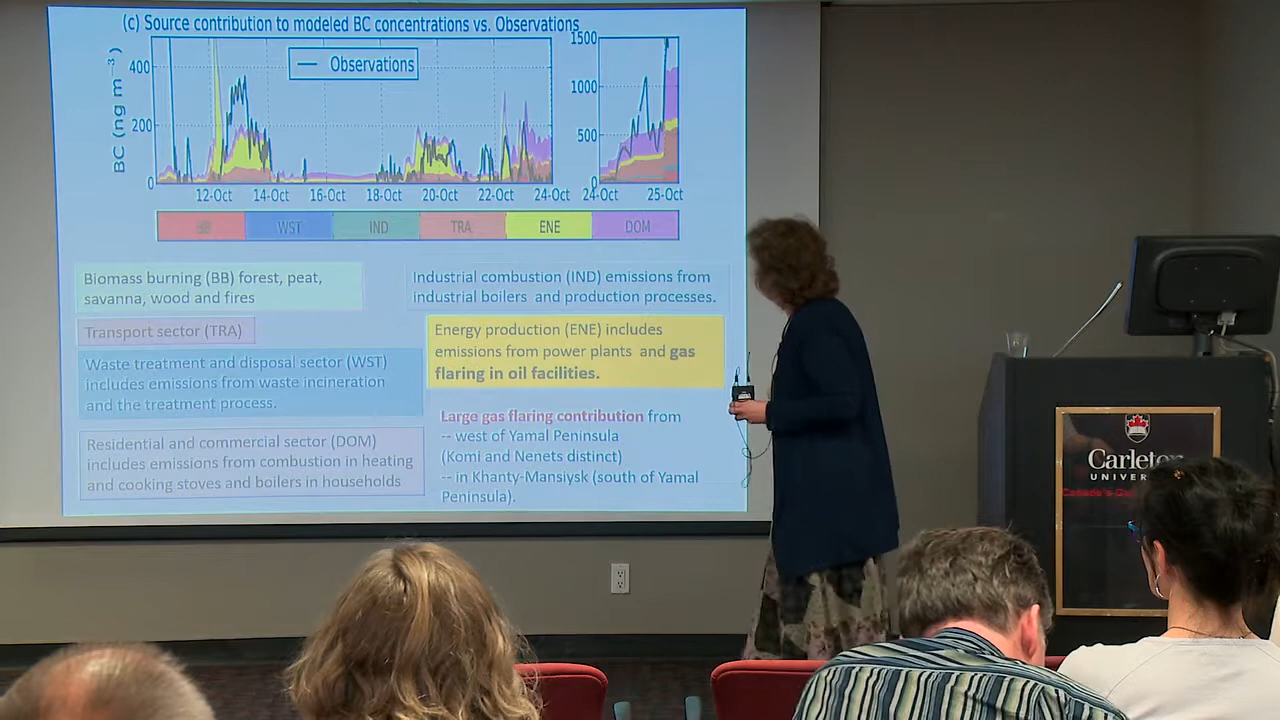 (c) Source contribution to modeled BC concentrations vs. Observations
BC (ng m⁻³)
400
200
0
Observations
12-Oct 14-Oct 16-Oct 18-Oct 20-Oct 22-Oct 24-Oct
1500
1000
500
0
24-Oct 25-Oct
BB WST IND TRA ENE DOM
Biomass burning (BB) forest, peat,
savanna, wood and fires
Transport sector (TRA)
Waste treatment and disposal sector (WST)
includes emissions from waste incineration
and the treatment process.
Residential and commercial sector (DOM)
includes emissions from combustion in heating
and cooking stoves and boilers in households
Industrial combustion (IND) emissions from
industrial boilers and production processes.
Energy production (ENE) includes
emissions from power plants and gas
flaring in oil facilities.
Large gas flaring contribution from
-- west of Yamal Peninsula
(Komi and Nenets distinct)
-- in Khanty-Mansiysk (south of Yamal
Peninsula).
Carleton
UNIVER
Canada's